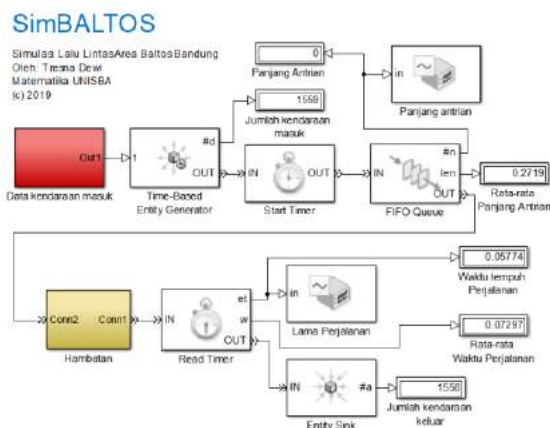 SimBALTOS
Simulasi Lalu LintasArea BaltosBandung
Oleh: Tresna Dewi
Matematika UNISBA
(c) 2019
0
Panjang Antrian
in
Panjang antrian
1559
Jumlah kendaraan
masuk
Out1
Data kendaraan masuk
t
#d
OUT
Time-Based
Entity Generator
IN
OUT
Start Timer
IN
#n
len
OUT
FIFO Queue
0.2719
Rata-rata
Panjang Antrian
Conn2
Conn1
Hambatan
IN
et
w
OUT
Read Timer
in
Lama Perjalanan
0.05774
Waktu tempuh
Perjalanan
0.07297
Rata-rata
Waktu Perjalanan
IN
#a
Entity Sink
1558
Jumlah kendaraan
keluar